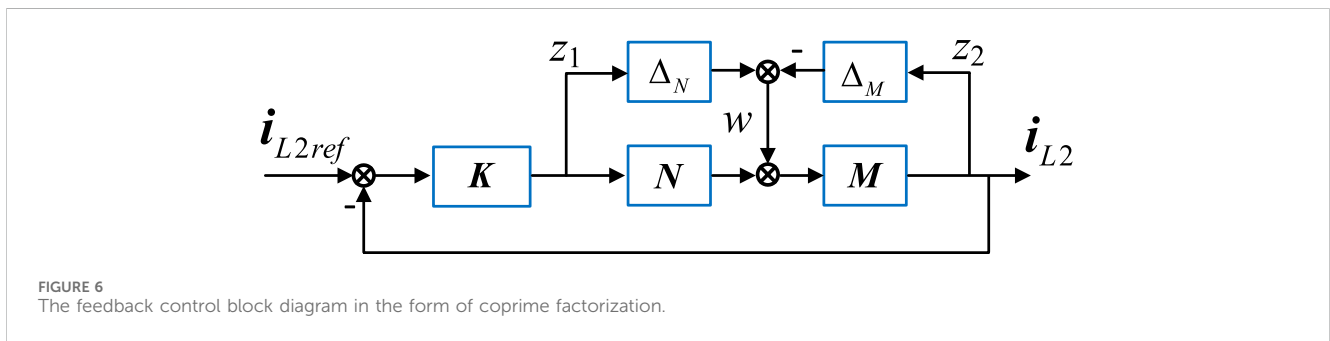 z1
ΔN
-
ΔM
z2
w
iL2ref
K
N
M
iL2
-
FIGURE 6
The feedback control block diagram in the form of coprime factorization.